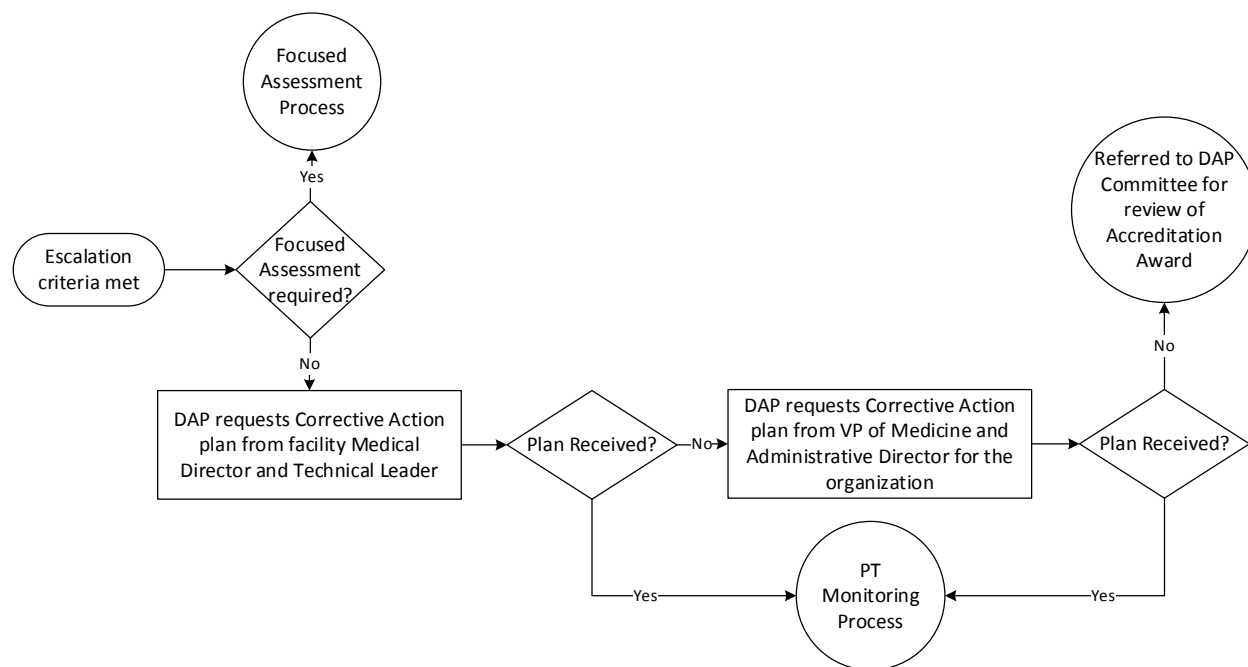 Focused
Assessment
Process
Yes
Escalation
criteria met
Focused
Assessment
required?
No
DAP requests Corrective Action
plan from facility Medical
Director and Technical Leader
Plan Received?
No
DAP requests Corrective Action
plan from VP of Medicine and
Administrative Director for the
organization
Plan Received?
No
Referred to DAP
Committee for
review of
Accreditation
Award
Yes
PT
Monitoring
Process
Yes